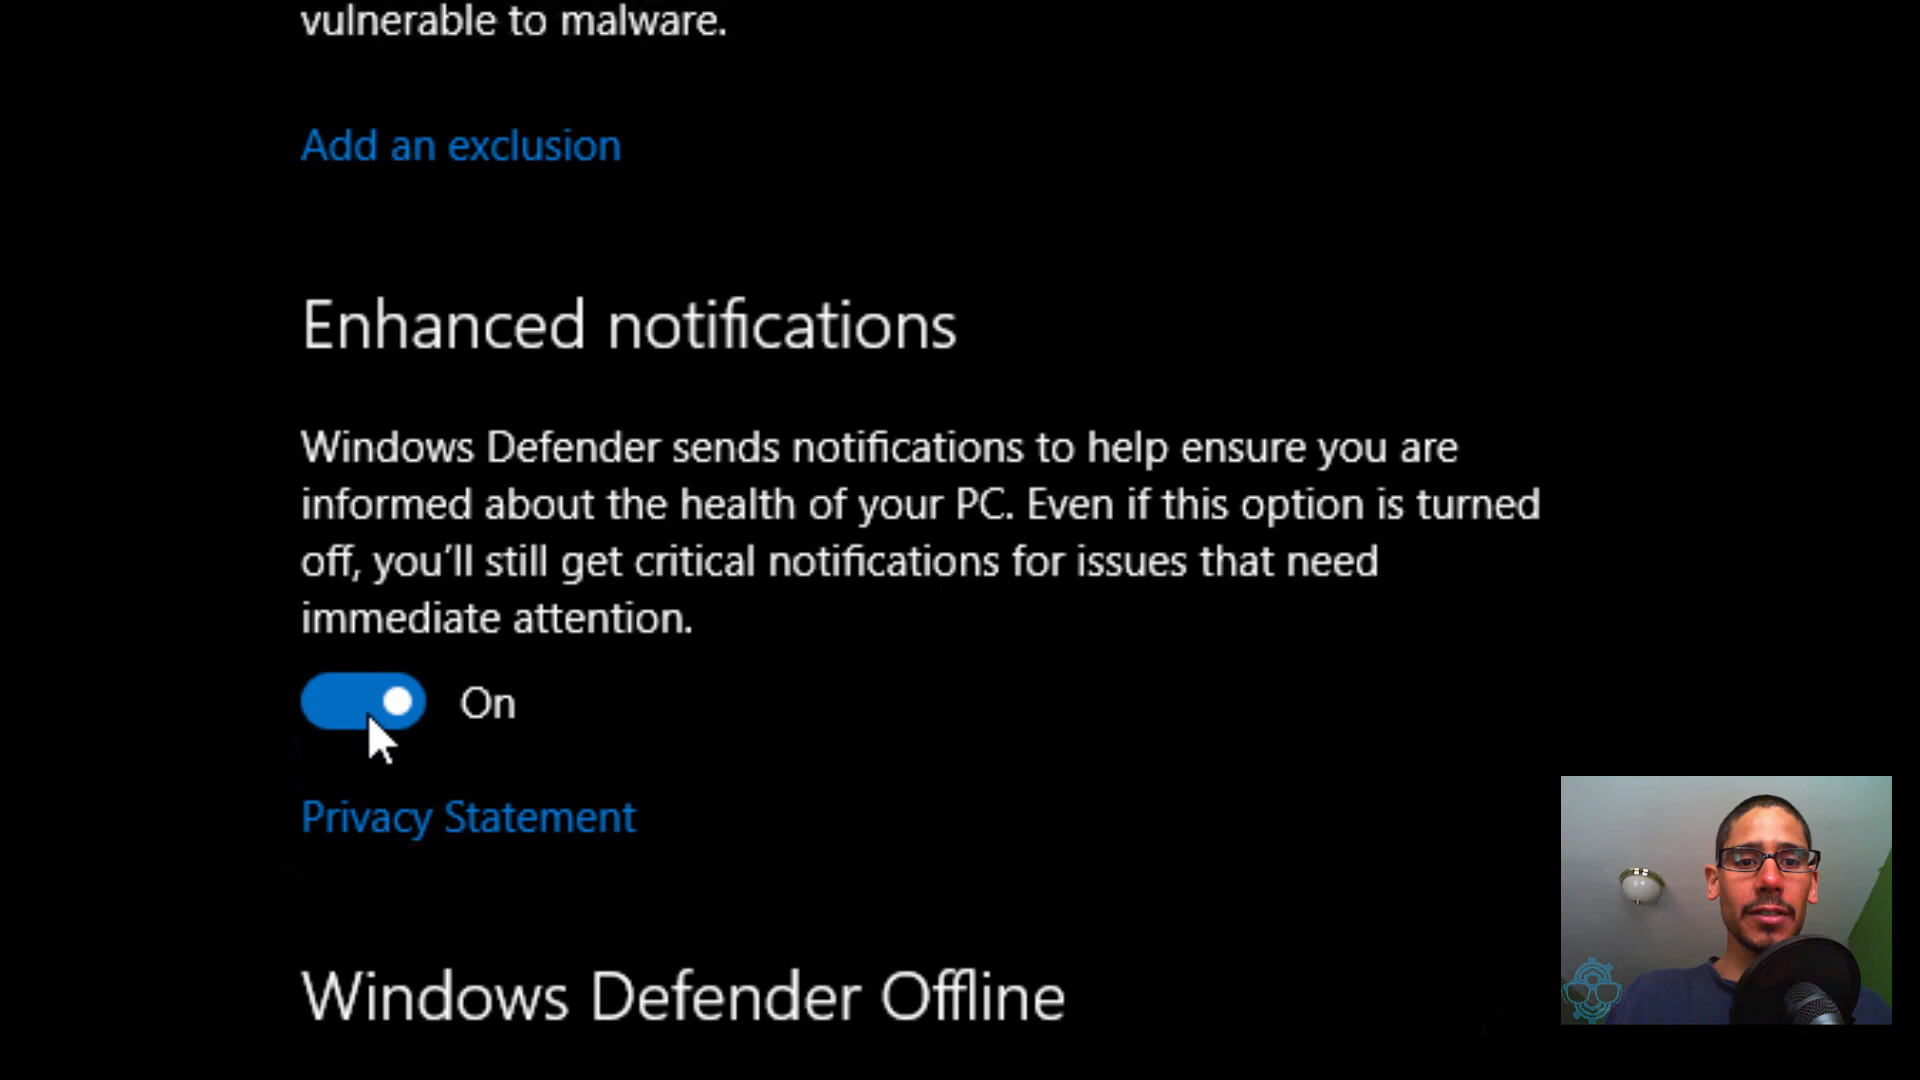 vulnerable to malware.
Add an exclusion
Enhanced notifications
Windows Defender sends notifications to help ensure you are
informed about the health of your PC. Even if this option is turned
off, you’ll still get critical notifications for issues that need
immediate attention.
On
Privacy Statement
Windows Defender Offline